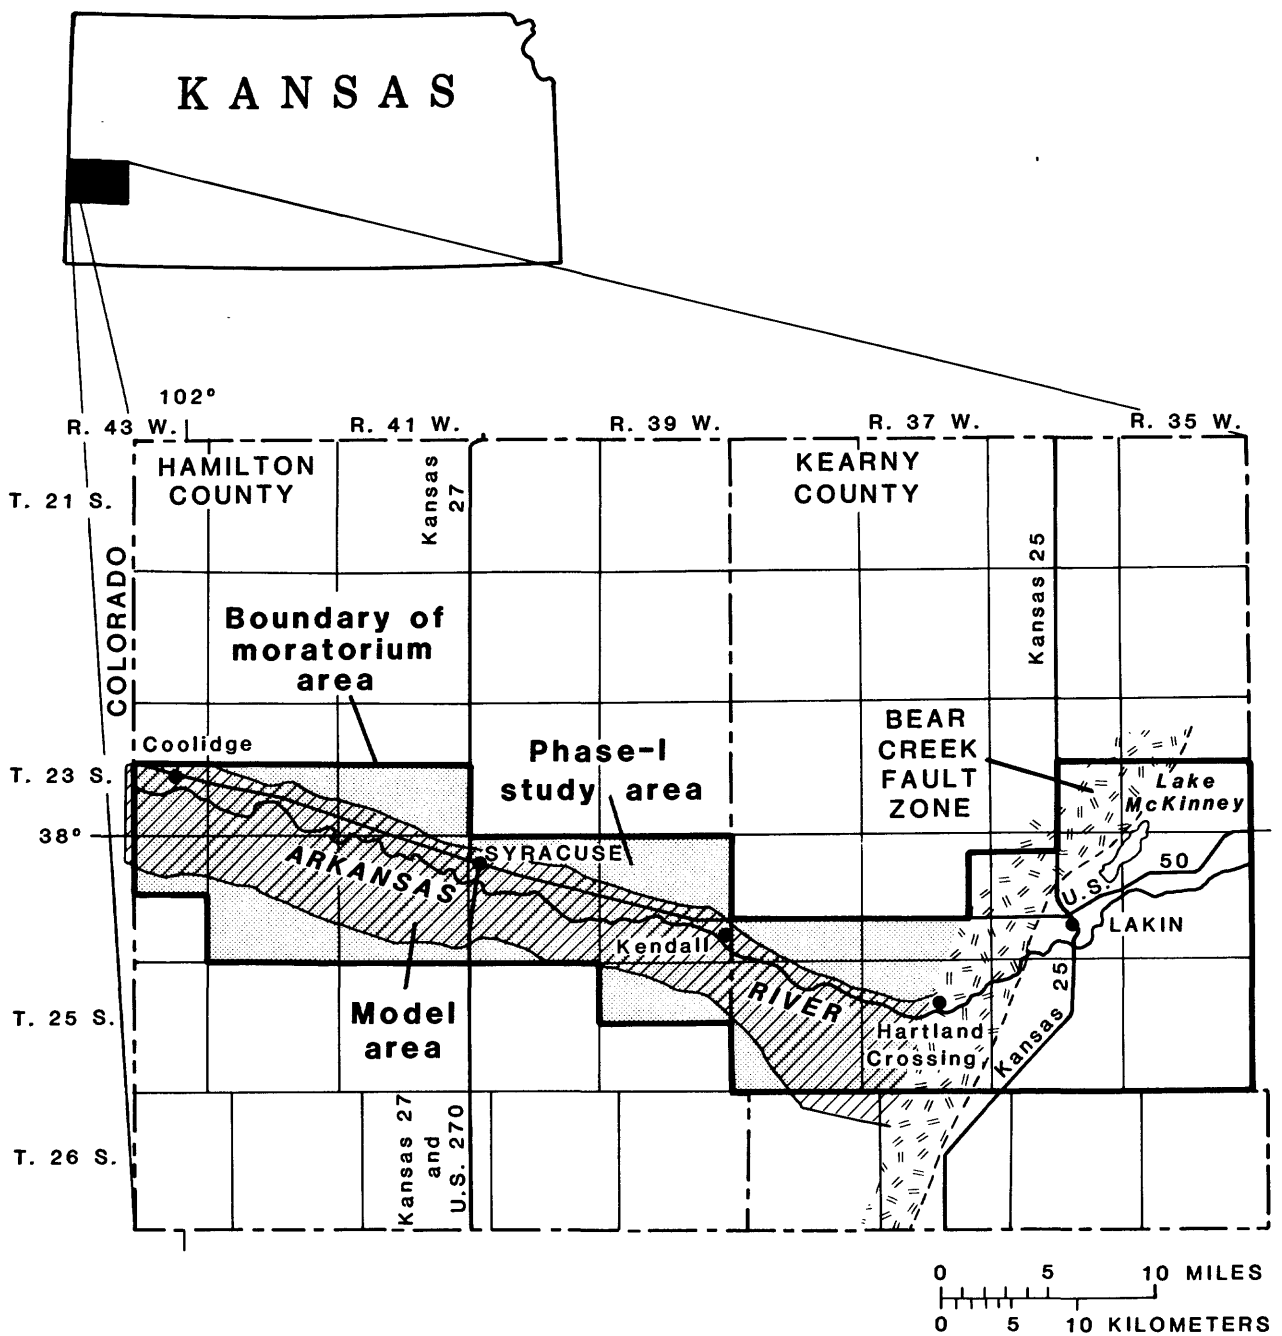 KANSAS
102°
R. 43 W.
R. 41 W.
R. 39 W.
R. 37 W.
R. 35 W.
HAMILTON
COUNTY
KEARNY
COUNTY
T. 21 S.
Kansas
27
COLORADO
Kansas 25
Boundary of
moratorium
area
BEAR
CREEK
FAULT
ZONE
Coolidge
Phase-I
study area
T. 23 S.
Lake
McKinney
38°
SYRACUSE
ARKANSAS
50
U.S.
LAKIN
Kendall
RIVER
25
Kansas
Model
area
T. 25 S.
Hartland
Crossing
Kansas 27
and
U.S. 270
T. 26 S.
0 5 10 MILES
0 5 10 KILOMETERS